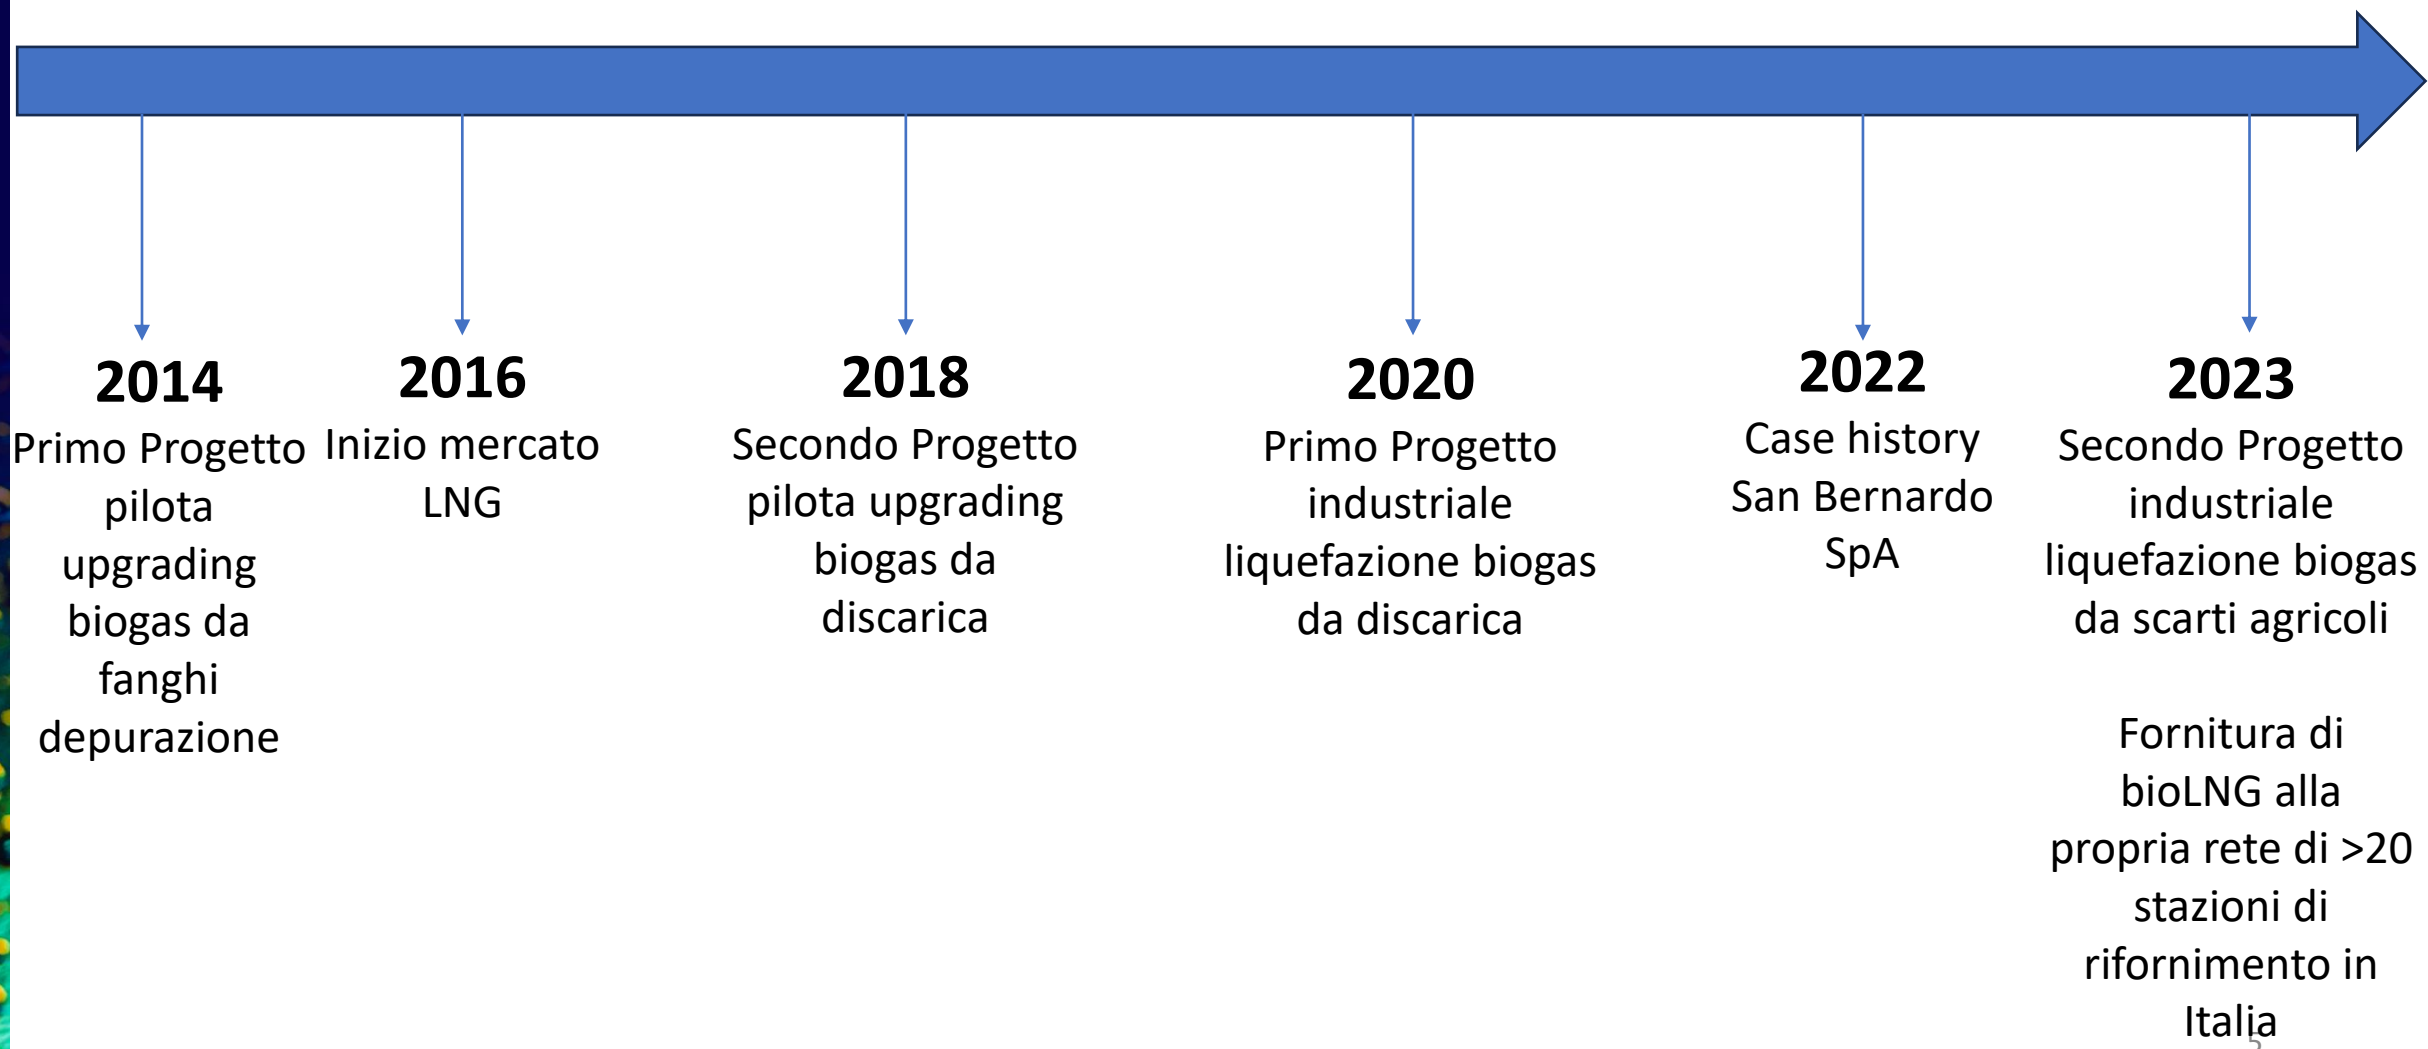 2014
Primo Progetto
pilota
upgrading
biogas da
fanghi
depurazione
2016
Inizio mercato
LNG
2018
Secondo Progetto
pilota upgrading
biogas da
discarica
2020
Primo Progetto
industriale
liquefazione biogas
da discarica
2022
Case history
San Bernardo
SpA
2023
Secondo Progetto
industriale
liquefazione biogas
da scarti agricoli
Fornitura di
bioLNG alla
propria rete di >20
stazioni di
rifornimento in
Italia
5